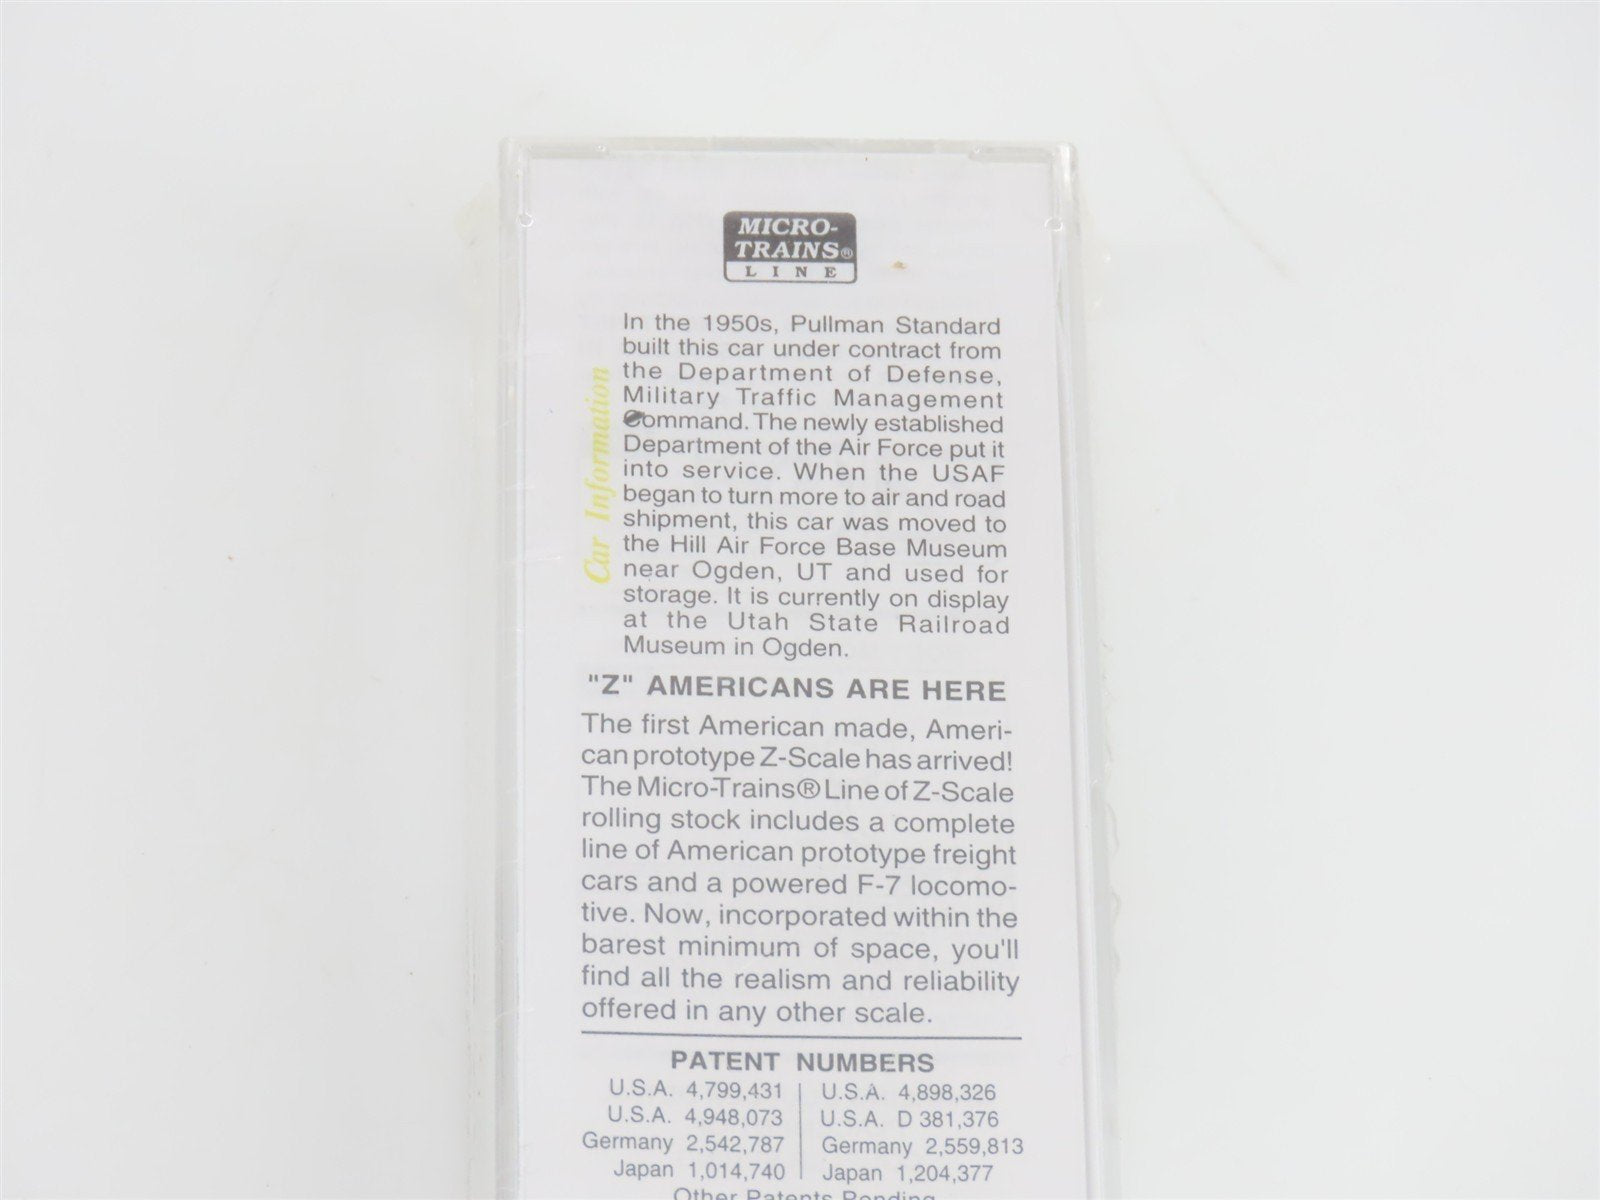 MICRO-
TRAINS®
LINE
Car Information
In the 1950s, Pullman Standard
built this car under contract from
the Department of Defense,
Military Traffic Management
Command. The newly established
Department of the Air Force put it
into service. When the USAF
began to turn more to air and road
shipment, this car was moved to
the Hill Air Force Base Museum
near Ogden, UT and used for
storage. It is currently on display
at the Utah State Railroad
Museum in Ogden.
"Z" AMERICANS ARE HERE
The first American made, Ameri-
can prototype Z-Scale has arrived!
The Micro-Trains® Line of Z-Scale
rolling stock includes a complete
line of American prototype freight
cars and a powered F-7 locomo-
tive. Now, incorporated within the
barest minimum of space, you'll
find all the realism and reliability
offered in any other scale.
PATENT NUMBERS
U.S.A. 4,799,431 | U.S.A. 4,898,326
U.S.A. 4,948,073 | U.S.A. D 381,376
Germany 2,542,787 | Germany 2,559,813
Japan 1,014,740 | Japan 1,204,377
Other Patents Pending